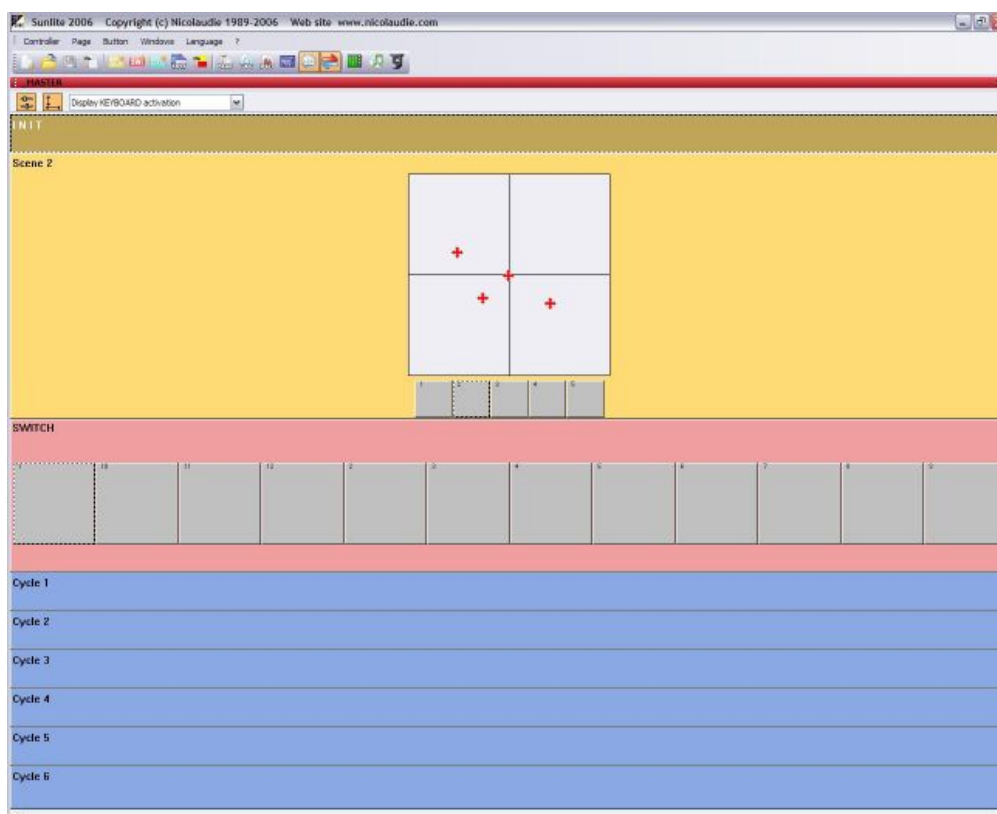 Sunlite 2006 Copyright (c) Nicolaudie 1989-2006 Web site www.nicolaudie.com
Controller Page Button Windows Language ?
_MASTER
Display KEYBOARD activation
INIT
Scene 2
1 2 3 4 5
SWITCH
1 10 11 12 2 3 4 5 6 7 8 9
Cycle 1
Cycle 2
Cycle 3
Cycle 4
Cycle 5
Cycle 6